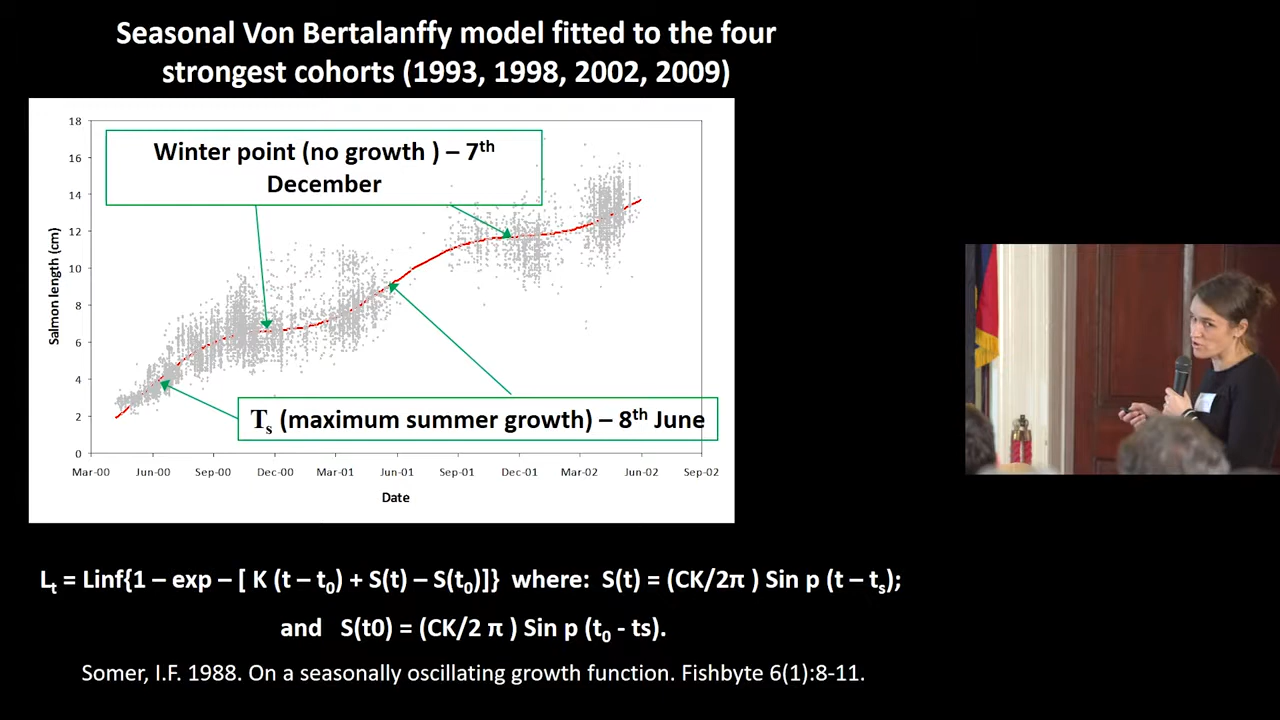 Seasonal Von Bertalanffy model fitted to the four
strongest cohorts (1993, 1998, 2002, 2009)
18
16
14
12
10
8
6
4
2
0
Salmon length (cm)
Winter point (no growth ) – 7th
December
Ts (maximum summer growth) – 8th June
Mar-00 Jun-00 Sep-00 Dec-00 Mar-01 Jun-01 Sep-01 Dec-01 Mar-02 Jun-02 Sep-02
Date
Lt = Linf{1 – exp – [ K (t – t0) + S(t) – S(t0)]} where: S(t) = (CK/2π ) Sin p (t – ts);
and S(t0) = (CK/2 π ) Sin p (t0 - ts).
Somer, I.F. 1988. On a seasonally oscillating growth function. Fishbyte 6(1):8-11.